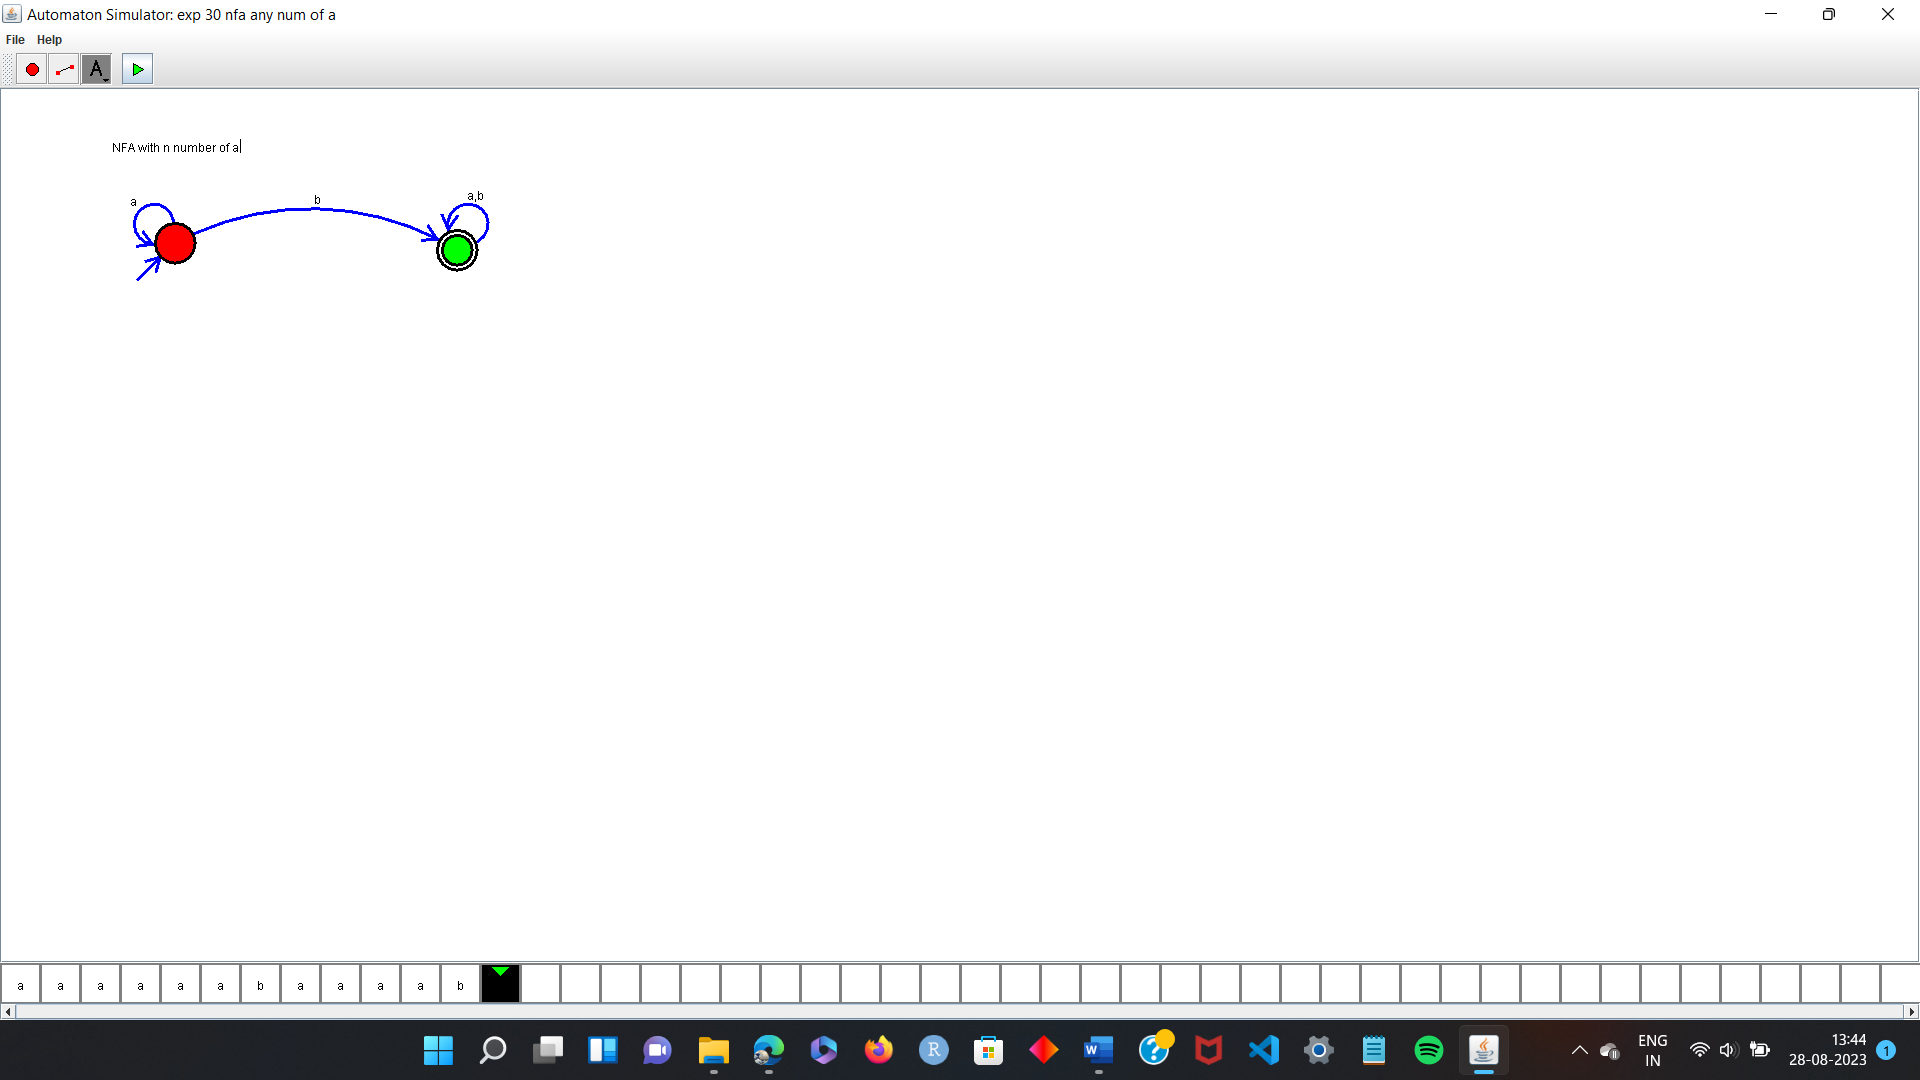 Automaton Simulator: exp 30 nfa any num of a
File Help
A
NFA with n number of a
a b a,b
a a a a a a b a a a a b
R W ?
ENG
IN
13:44
28-08-2023
1